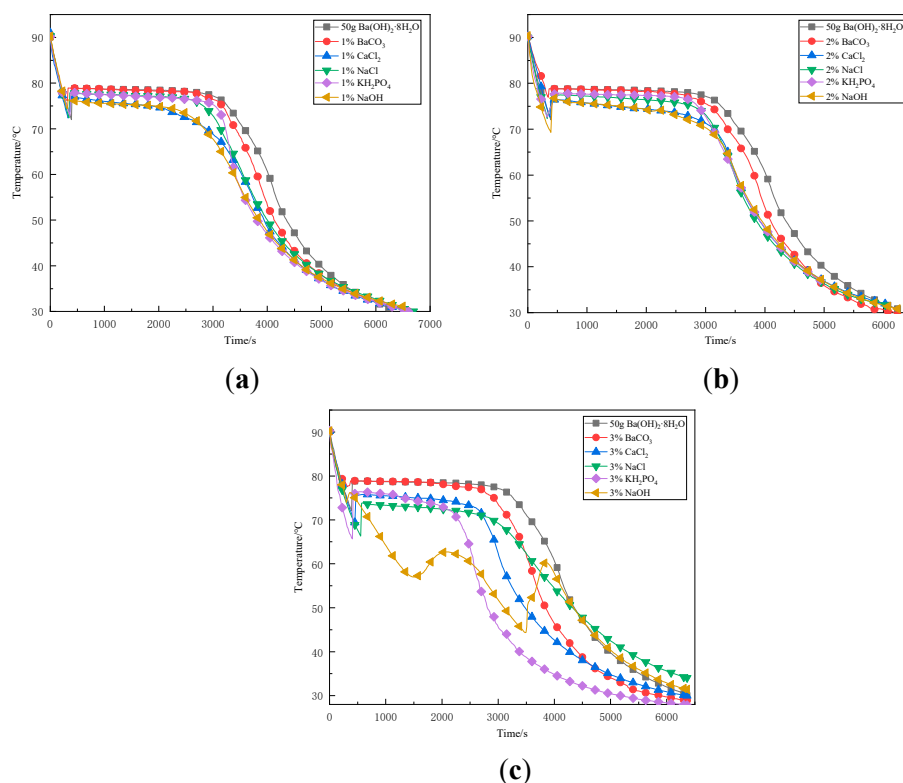 90
80
70
60
50
40
30
Temperature/°C
0
1000
2000
3000
4000
5000
6000
7000
Time/s
50g Ba(OH)₂·8H₂O
1% BaCO₃
1% CaCl₂
1% NaCl
1% KH₂PO₄
1% NaOH
(a)
90
80
70
60
50
40
30
Temperature/°C
0
1000
2000
3000
4000
5000
6000
Time/s
50g Ba(OH)₂·8H₂O
2% BaCO₃
2% CaCl₂
2% NaCl
2% KH₂PO₄
2% NaOH
(b)
90
80
70
60
50
40
30
Temperature/°C
0
1000
2000
3000
4000
5000
6000
Time/s
50g Ba(OH)₂·8H₂O
3% BaCO₃
3% CaCl₂
3% NaCl
3% KH₂PO₄
3% NaOH
(c)